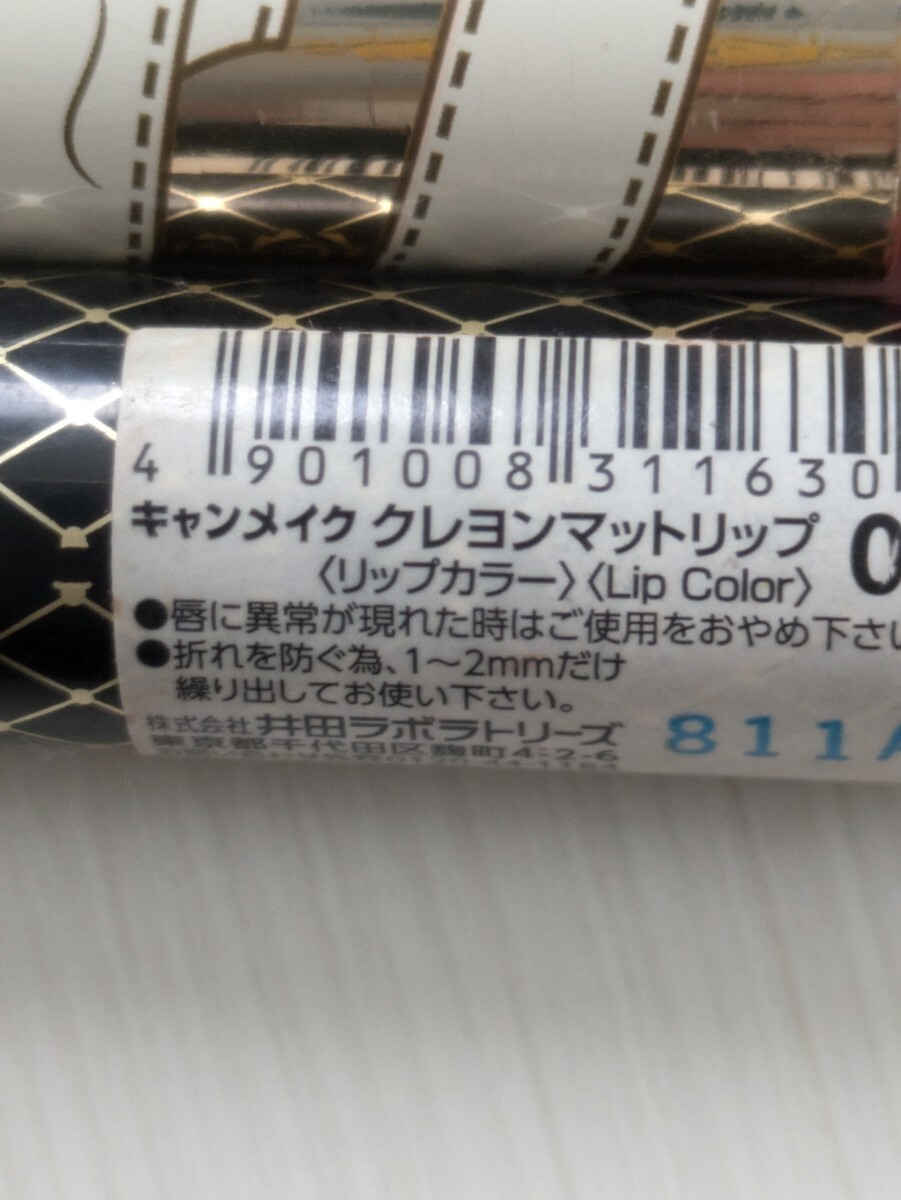 4 901008 311630
キャンメイク クレヨンマットリップ 0
〈リップカラー〉〈Lip Color〉
●唇に異常が現れた時はご使用をおやめ下さい
●折れを防ぐ為、1〜2mmだけ
繰り出してお使い下さい。
株式会社 井田ラボラトリーズ 811A
東京都千代田区麹町4-2-6